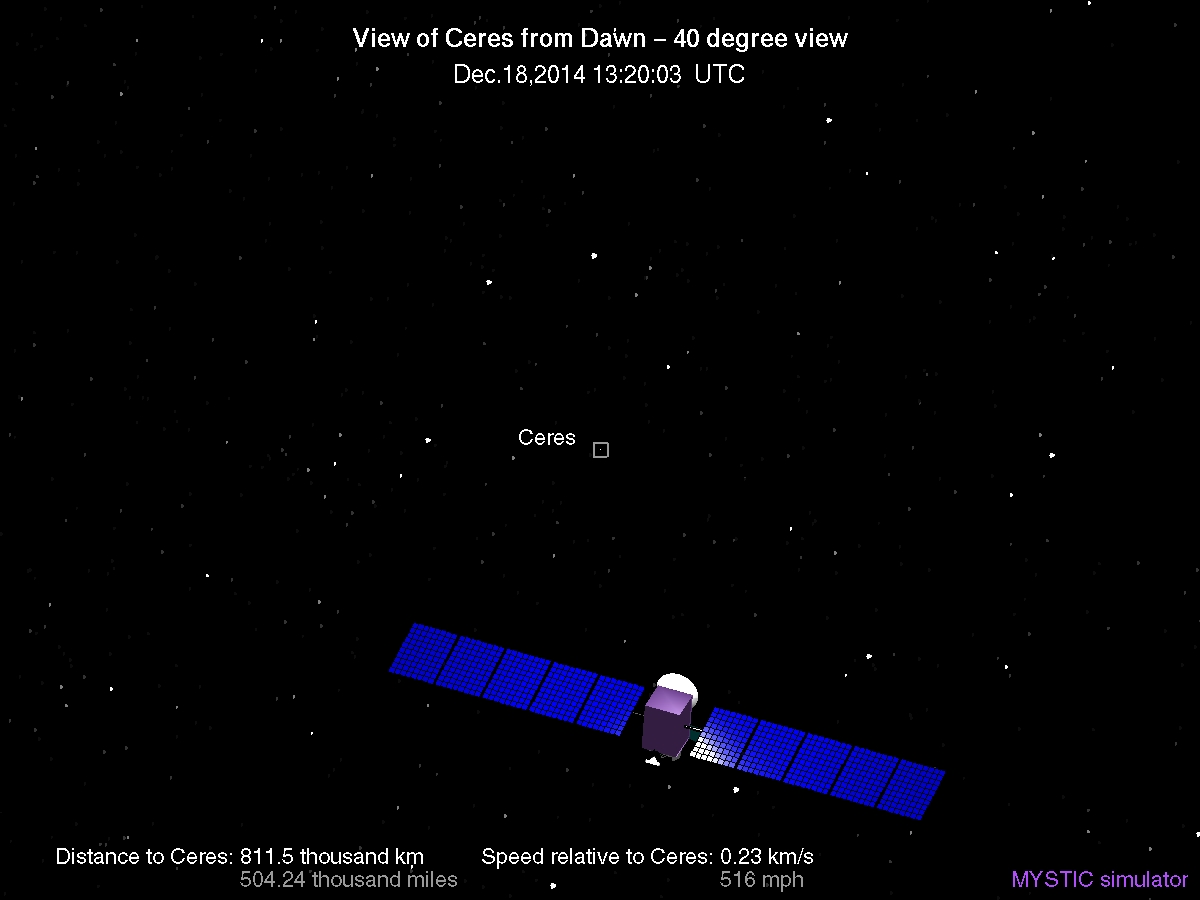 View of Ceres from Dawn – 40 degree view
Dec.18,2014 13:20:03 UTC
Ceres
Distance to Ceres: 811.5 thousand km
504.24 thousand miles
Speed relative to Ceres: 0.23 km/s
516 mph
MYSTIC simulator